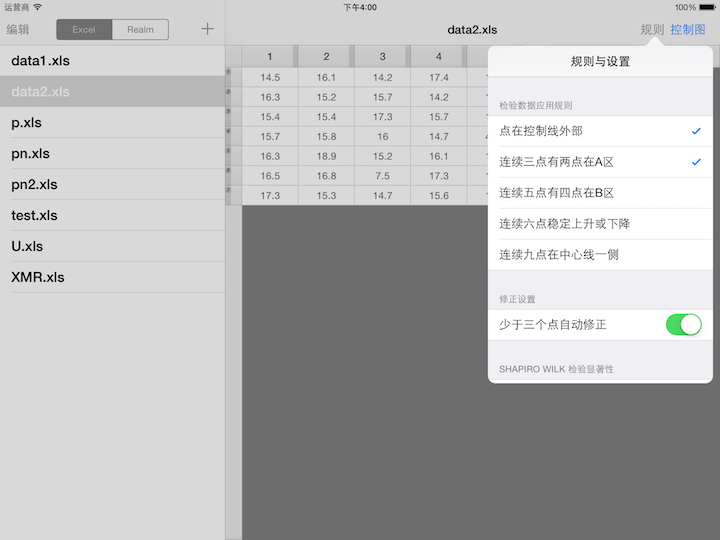 运营商 下午4:00 100%
编辑 Excel Realm + data2.xls 规则 控制图
data1.xls
data2.xls
p.xls
pn.xls
pn2.xls
test.xls
U.xls
XMR.xls
1 2 3 4
14.5 16.1 14.2 17.4
16.3 15.2 15.7 14.2
15.4 15.4 17.3 15.7
15.7 15.8 16 14.7
16.3 18.9 15.2 16.1
16.5 16.8 7.5 17.3
17.3 15.3 14.7 15.6
规则与设置
检验数据应用规则
点在控制线外部
连续三点有两点在A区
连续五点有四点在B区
连续六点稳定上升或下降
连续九点在中心线一侧
修正设置
少于三个点自动修正
SHAPIRO WILK 检验显著性